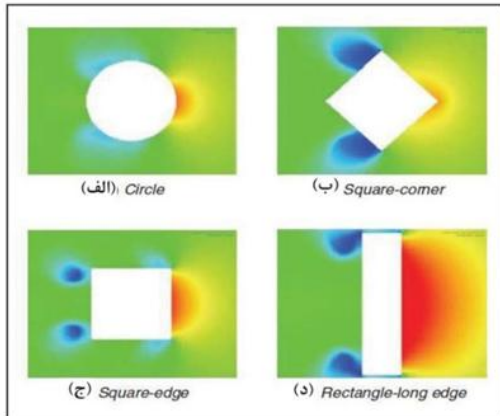 (الف) Circle
(ب) Square-corner
(ج) Square-edge
(د) Rectangle-long edge